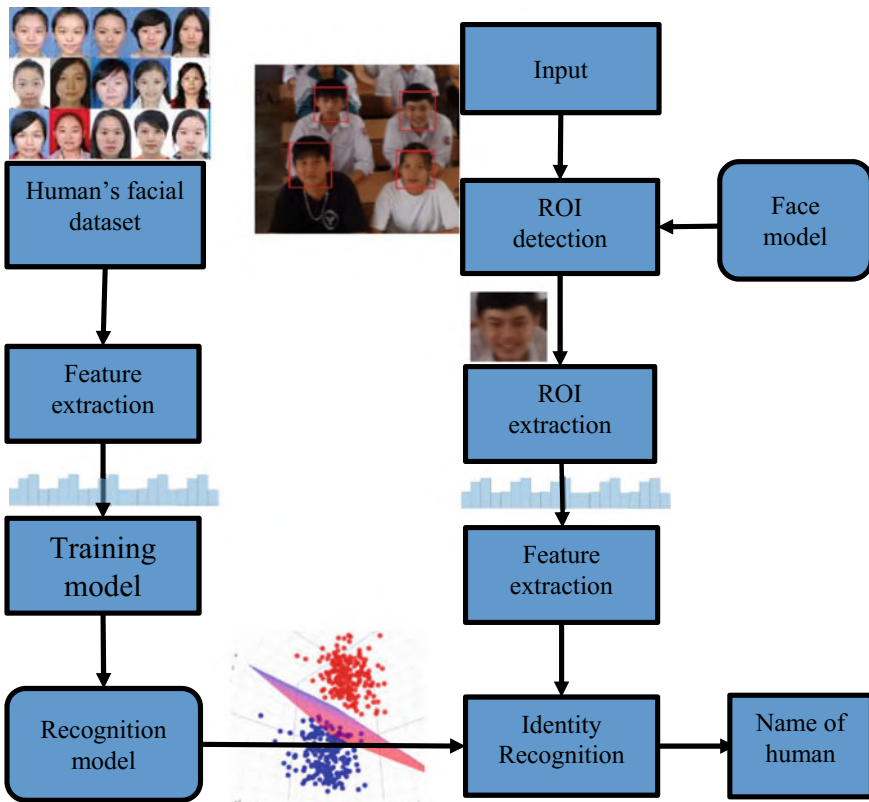 Input
Human's facial
dataset
ROI
detection
Face
model
Feature
extraction
ROI
extraction
Training
model
Feature
extraction
Recognition
model
Identity
Recognition
Name of
human